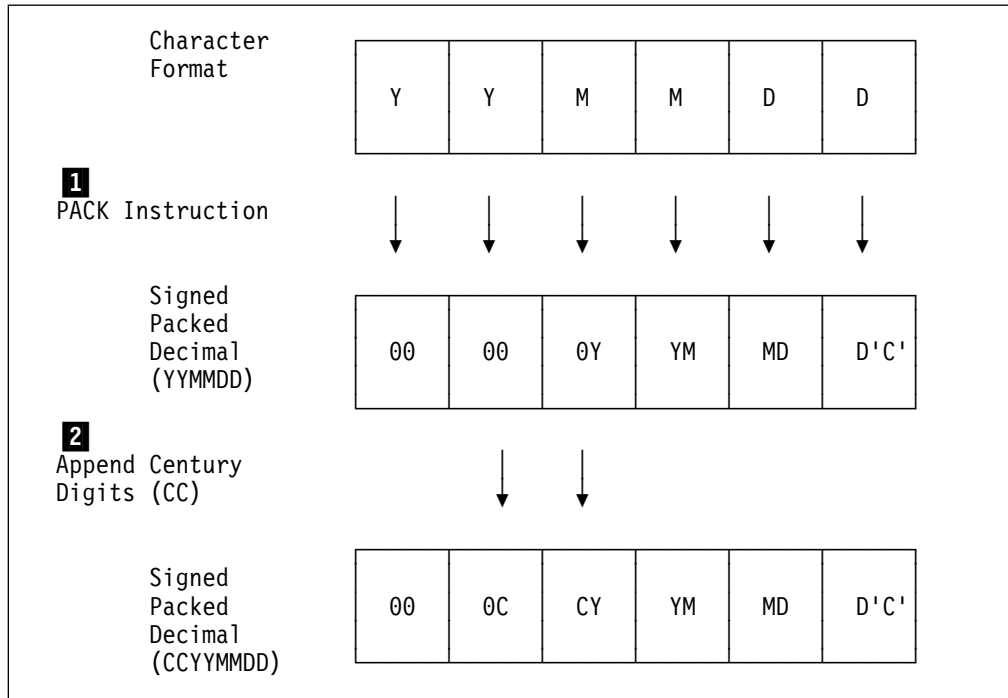 Character
Format
Y Y M M D D
1
PACK Instruction
Signed
Packed
Decimal
(YYMMDD)
00 00 0Y YM MD D'C'
2
Append Century
Digits (CC)
Signed
Packed
Decimal
(CCYYMMDD)
00 0C CY YM MD D'C'